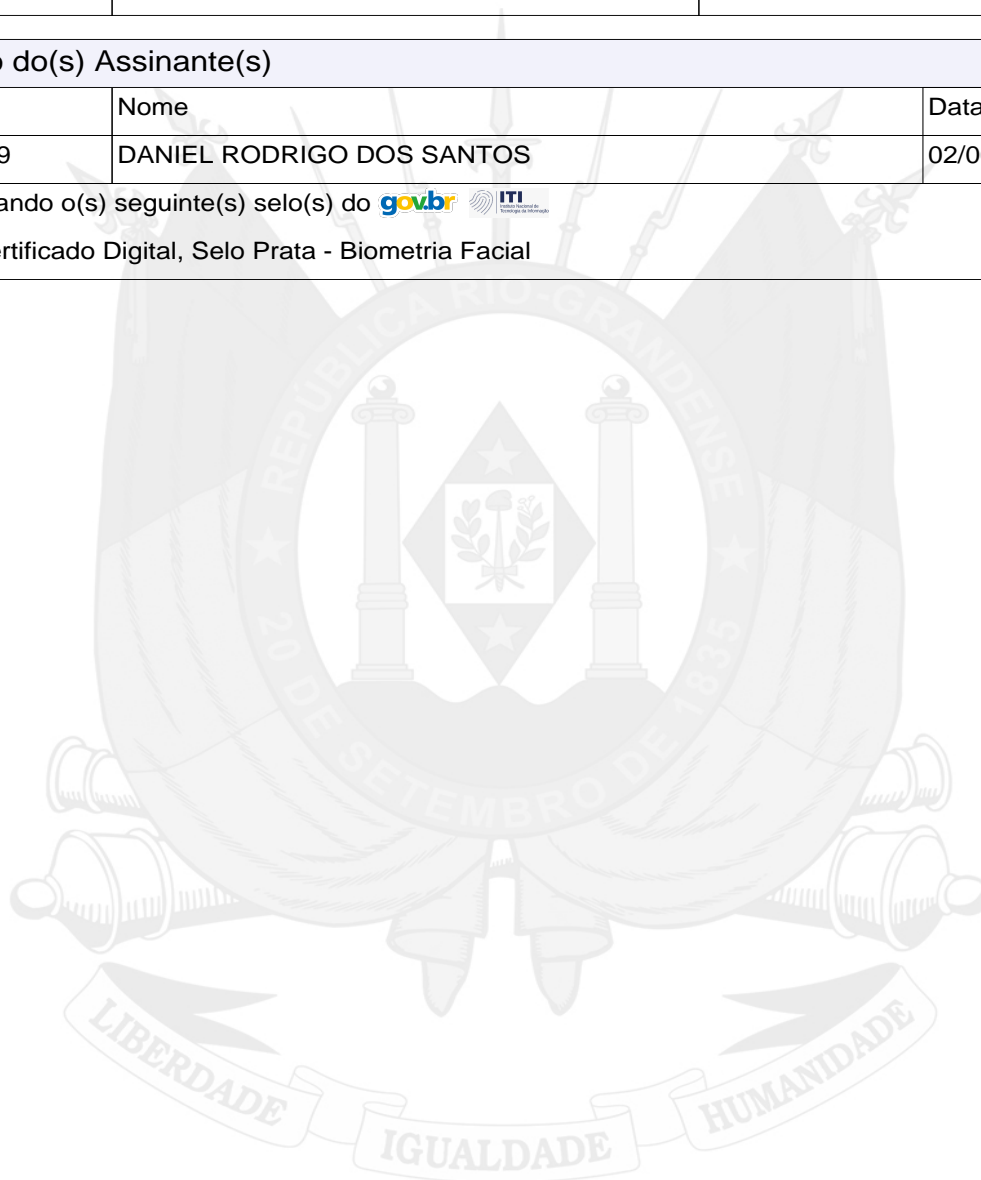 o do(s) Assinante(s)
Nome Data
9 DANIEL RODRIGO DOS SANTOS 02/0
ando o(s) seguinte(s) selo(s) do gov.br ITI
ertificado Digital, Selo Prata - Biometria Facial
REPÚBLICA RIO-GRANDENSE
20 DE SETEMBRO DE 1835
LIBERDADE IGUALDADE HUMANIDADE